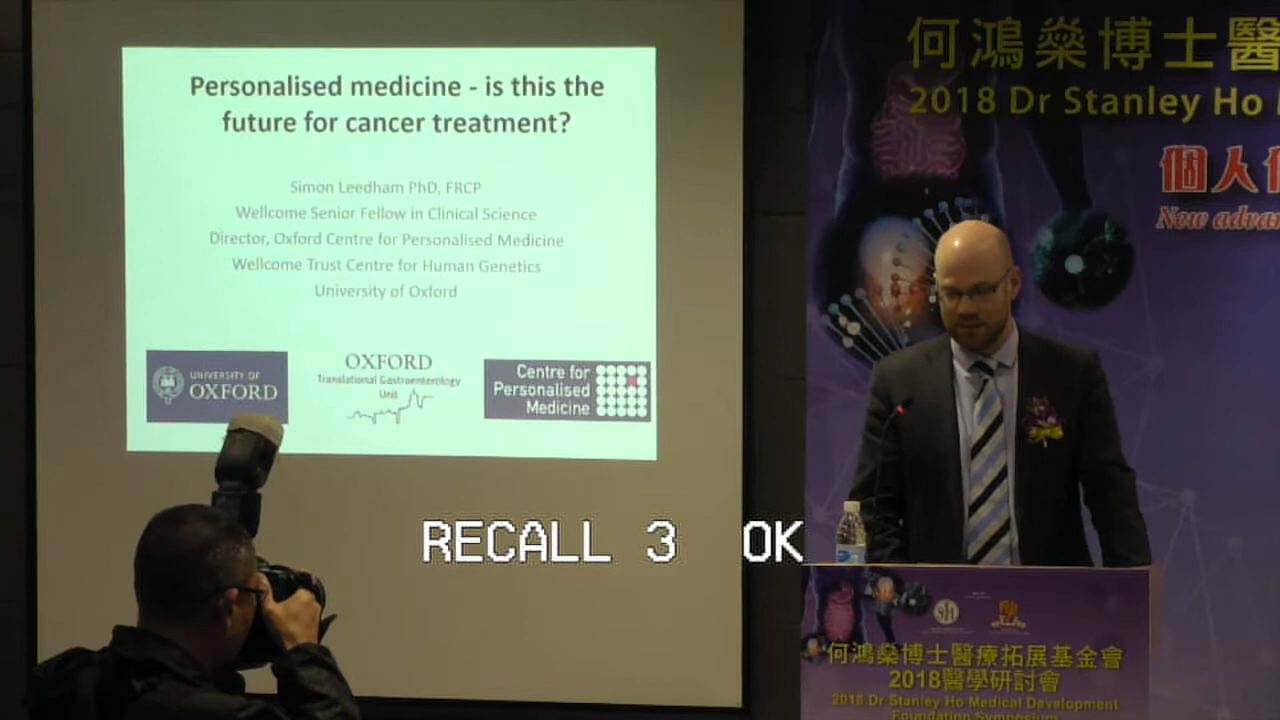 Personalised medicine - is this the
future for cancer treatment?
Simon Leedham PhD, FRCP
Wellcome Senior Fellow in Clinical Science
Director, Oxford Centre for Personalised Medicine
Wellcome Trust Centre for Human Genetics
University of Oxford
UNIVERSITY OF
OXFORD
OXFORD
Translational Gastroenterology
Unit
Centre for
Personalised
Medicine
RECALL 3 OK
何鴻燊博士醫
2018 Dr Stanley Ho
個人
New advan
何鴻燊博士醫療拓展基金會
2018醫學研討會
2018 Dr Stanley Ho Medical Development
Foundation Symposium